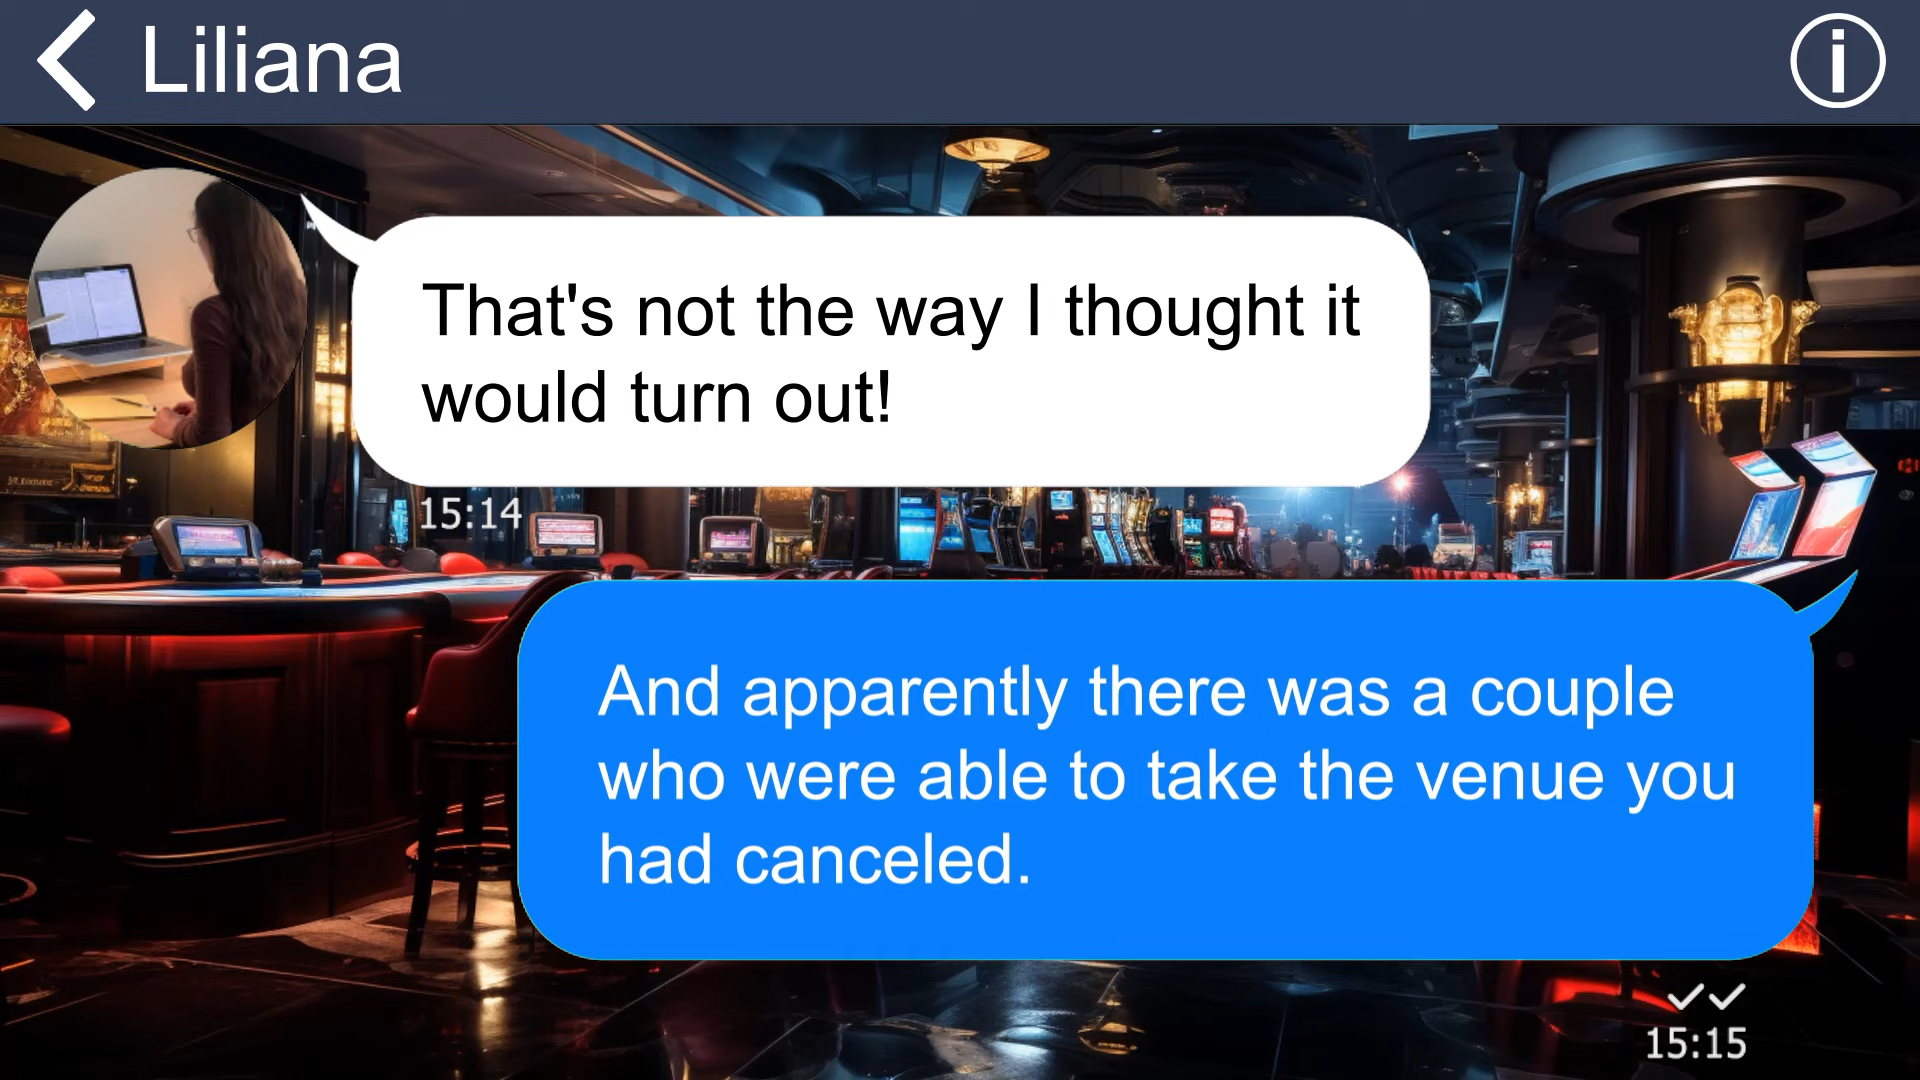 Liliana
That's not the way I thought it
would turn out!
15:14
And apparently there was a couple
who were able to take the venue you
had canceled.
15:15